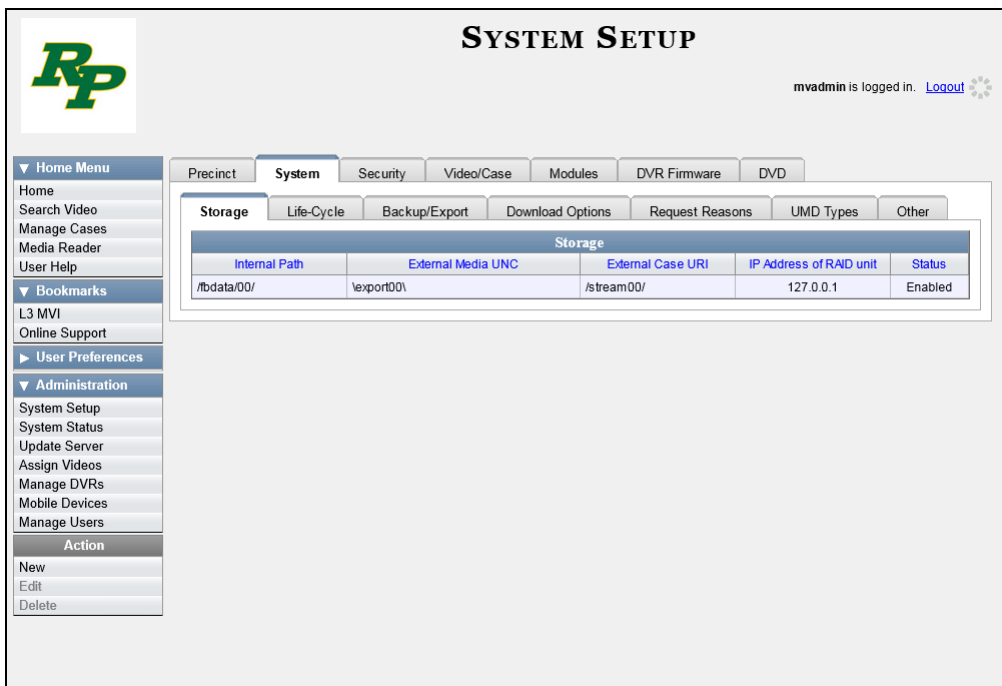 RP
SYSTEM SETUP
mvadmin is logged in. Logout
▼ Home Menu
Home
Search Video
Manage Cases
Media Reader
User Help
▼ Bookmarks
L3 MVI
Online Support
▶ User Preferences
▼ Administration
System Setup
System Status
Update Server
Assign Videos
Manage DVRs
Mobile Devices
Manage Users
Action
New
Edit
Delete
Precinct System Security Video/Case Modules DVR Firmware DVD
Storage Life-Cycle Backup/Export Download Options Request Reasons UMD Types Other
Storage
Internal Path External Media UNC External Case URI IP Address of RAID unit Status
/fbdata/00/ \export00\ /stream00/ 127.0.0.1 Enabled